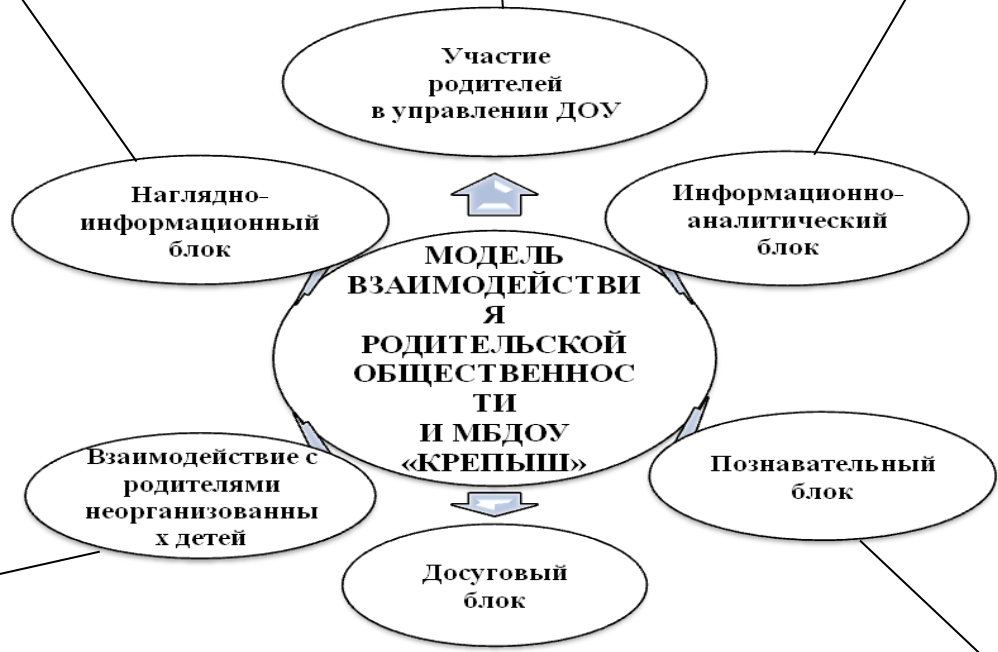 Участие
родителей
в управлении ДОУ
Наглядно-
информационный
блок
Информационно-
аналитический
блок
МОДЕЛЬ
ВЗАИМОДЕЙСТВИ
Я
РОДИТЕЛЬСКОЙ
ОБЩЕСТВЕННОС
ТИ
И МБДОУ
«КРЕПЫШ»
Взаимодействие с
родителями
неорганизованны
х детей
Познавательный
блок
Досуговый
блок